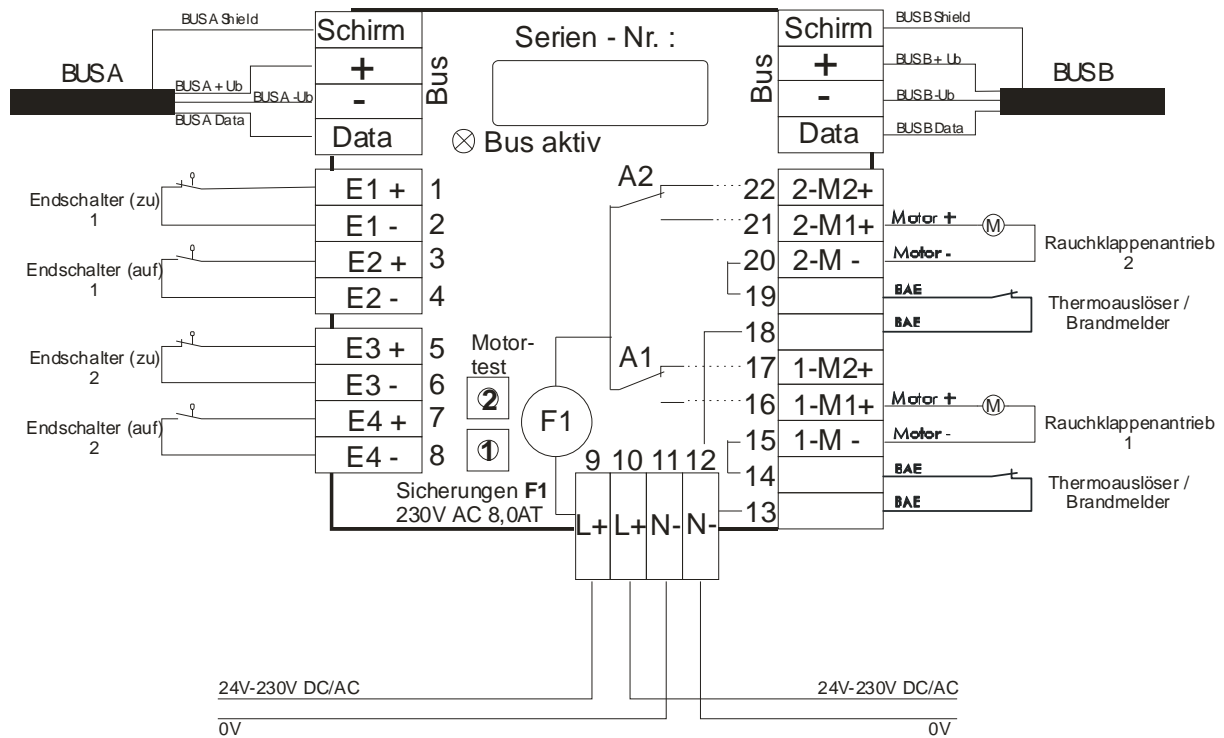 BUS A Shield
Schirm
Serien - Nr. :
Schirm
BUS B Shield
BUS A
BUS A + Ub
+
Bus
Bus
+
BUS B + Ub
BUS B
BUS A -Ub
-
-
BUS B -Ub
BUS A Data
Data
Bus aktiv
Data
BUS B Data
Endschalter (zu)
1
E1 + 1
E1 - 2
Endschalter (auf)
1
E2 + 3
E2 - 4
Endschalter (zu)
2
E3 + 5
E3 - 6
Endschalter (auf)
2
E4 + 7
E4 - 8
Motor-
test
2
1
Sicherungen F1
230V AC 8,0AT
F1
A2
A1
22 2-M2+
21 2-M1+
Motor +
M
20 2-M -
Motor -
Rauchklappenantrieb
2
19
BAE
18
BAE
Thermoauslöser /
Brandmelder
17 1-M2+
16 1-M1+
Motor +
M
15 1-M -
Motor -
Rauchklappenantrieb
1
14
BAE
13
BAE
Thermoauslöser /
Brandmelder
9 10 11 12
L+ L+ N- N-
24V-230V DC/AC
24V-230V DC/AC
0V
0V